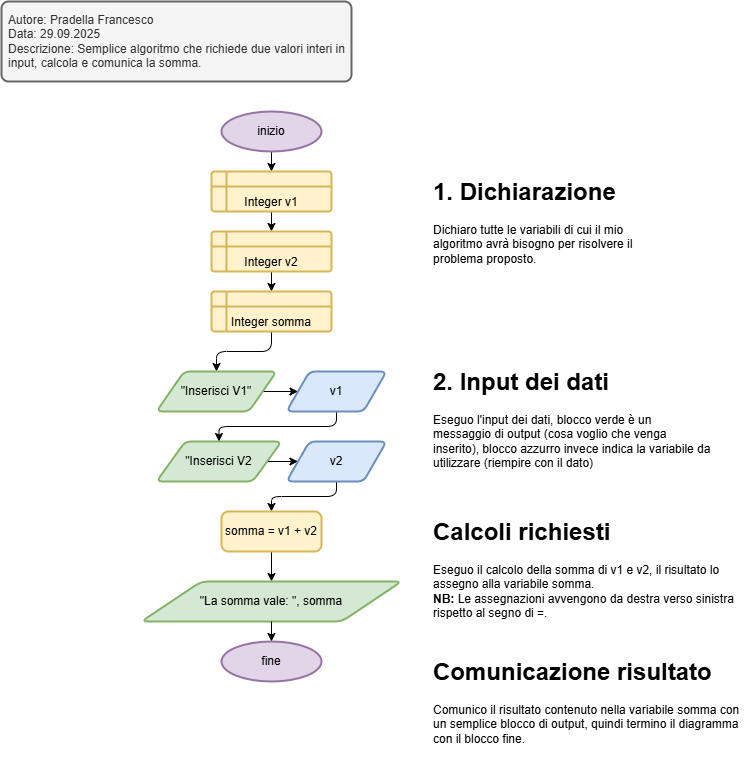 Autore: Pradella Francesco
Data: 29.09.2025
Descrizione: Semplice algoritmo che richiede due valori interi in
input, calcola e comunica la somma.
inizio
Integer v1
Integer v2
Integer somma
1. Dichiarazione
Dichiaro tutte le variabili di cui il mio
algoritmo avrà bisogno per risolvere il
problema proposto.
"Inserisci V1"
v1
"Inserisci V2
v2
2. Input dei dati
Eseguo l'input dei dati, blocco verde è un
messaggio di output (cosa voglio che venga
inserito), blocco azzurro invece indica la variabile da
utilizzare (riempire con il dato)
somma = v1 + v2
Calcoli richiesti
Eseguo il calcolo della somma di v1 e v2, il risultato lo
assegno alla variabile somma.
NB: Le assegnazioni avvengono da destra verso sinistra
rispetto al segno di =.
"La somma vale: ", somma
fine
Comunicazione risultato
Comunico il risultato contenuto nella variabile somma con
un semplice blocco di output, quindi termino il diagramma
con il blocco fine.